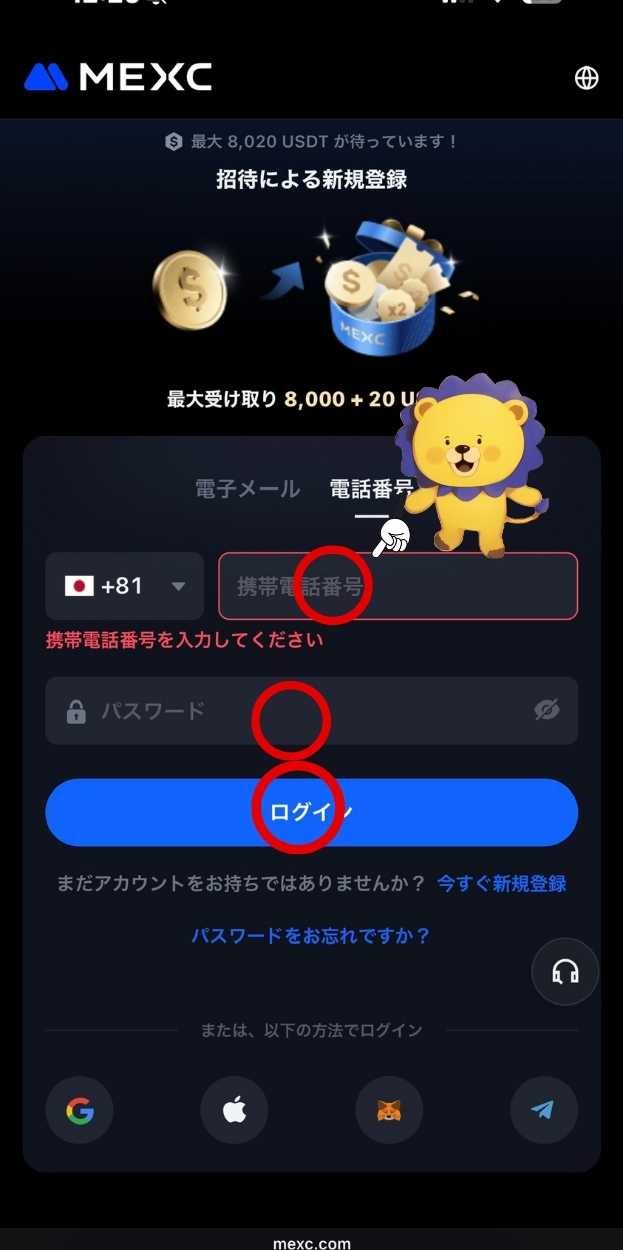 MEXC
最大 8,020 USDT が待っています！
招待による新規登録
$
$
$
x2
MEXC
最大受け取り 8,000 + 20
電子メール 電話番号
+81 携帯電話番号
携帯電話番号を入力してください
パスワード
ログイン
まだアカウントをお持ちではありませんか？ 今すぐ新規登録
パスワードをお忘れですか？
または、以下の方法でログイン
mexc.com